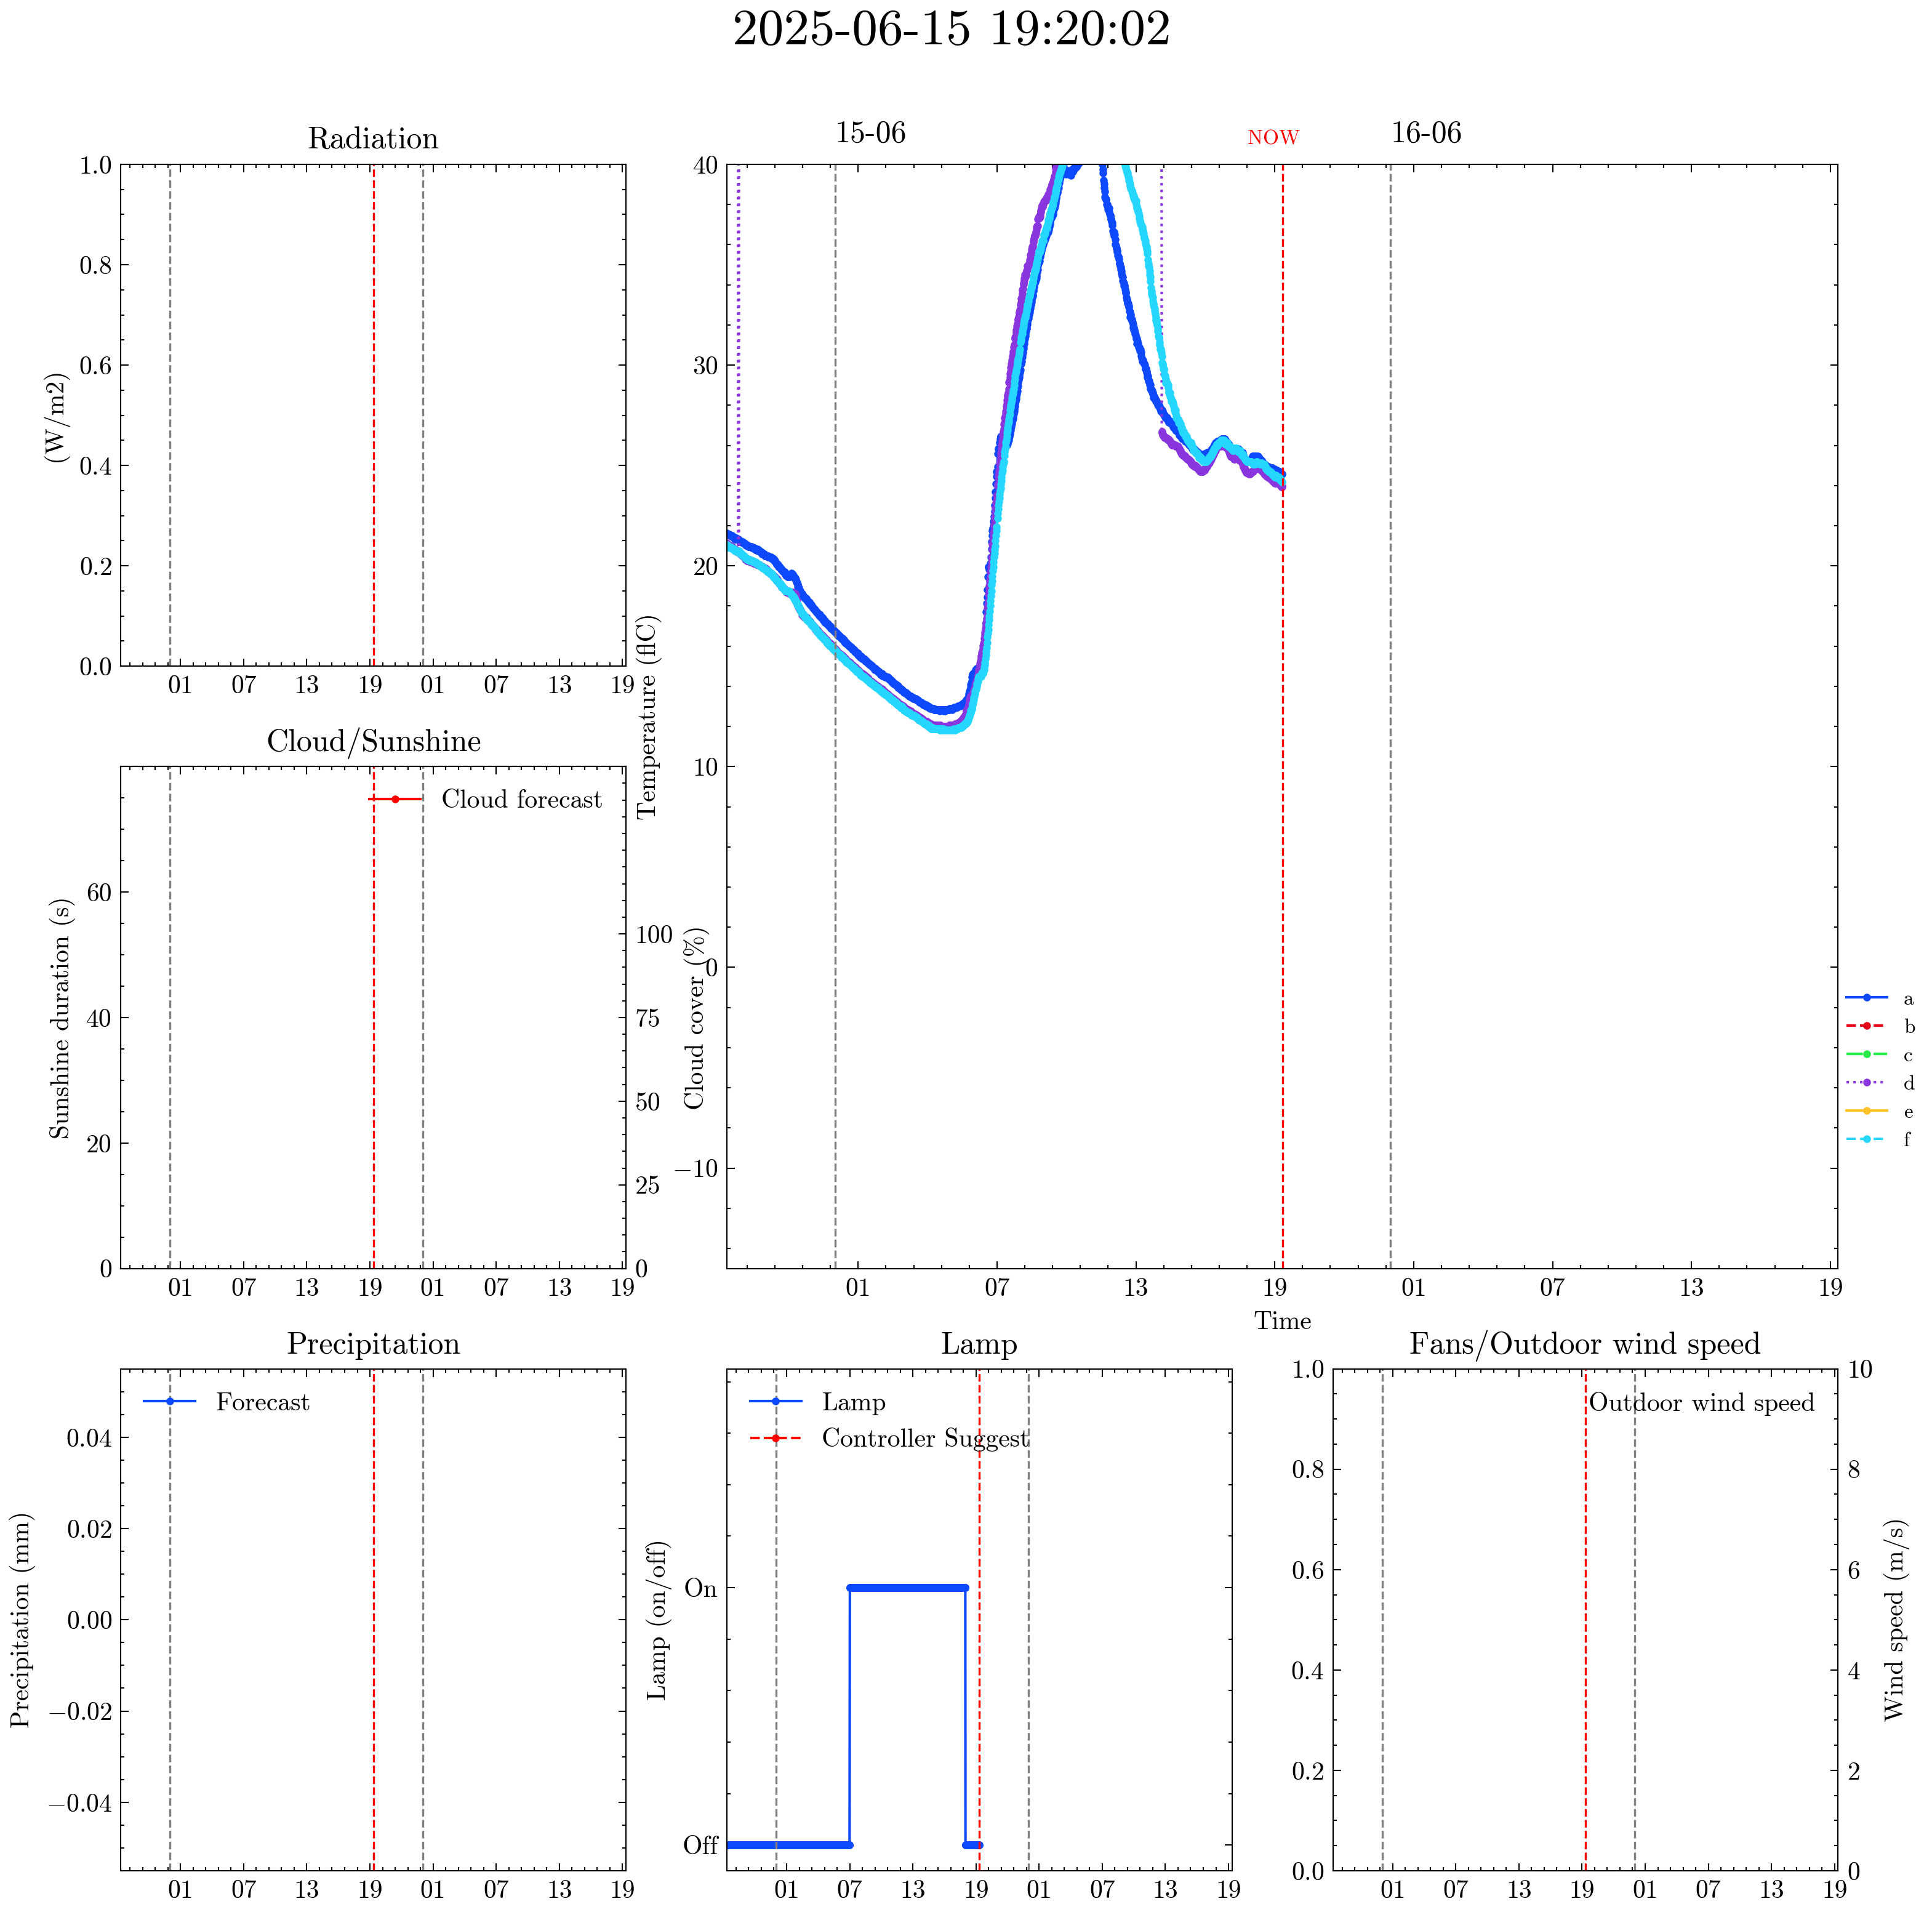 2025-06-15 19:20:02
Radiation
(W/m2)
1.0
0.8
0.6
0.4
0.2
0.0
01 07 13 19 01 07 13 19
15-06 NOW 16-06
Temperature (flC)
40
30
20
10
0
−10
01 07 13 19 01 07 13 19
Time
a
b
c
d
e
f
Cloud/Sunshine
Cloud forecast
Sunshine duration (s)
60
40
20
0
Cloud cover (%)
100
75
50
25
0
01 07 13 19 01 07 13 19
Precipitation
Forecast
Precipitation (mm)
0.04
0.02
0.00
−0.02
−0.04
01 07 13 19 01 07 13 19
Lamp
Lamp
Controller Suggest
Lamp (on/off)
On
Off
01 07 13 19 01 07 13 19
Fans/Outdoor wind speed
Outdoor wind speed
1.0
0.8
0.6
0.4
0.2
0.0
10
8
6
4
2
0
Wind speed (m/s)
01 07 13 19 01 07 13 19